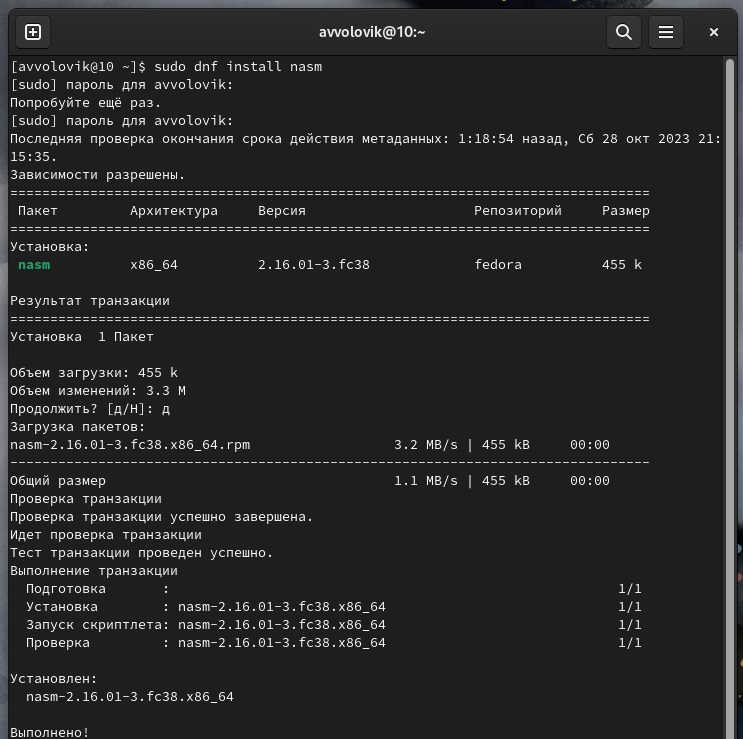 avvolovik@10:~
[avvolovik@10 ~]$ sudo dnf install nasm
[sudo] пароль для avvolovik:
Попробуйте ещё раз.
[sudo] пароль для avvolovik:
Последняя проверка окончания срока действия метаданных: 1:18:54 назад, Сб 28 окт 2023 21:
15:35.
Зависимости разрешены.
================================================================================
Пакет Архитектура Версия Репозиторий Размер
================================================================================
Установка:
nasm x86_64 2.16.01-3.fc38 fedora 455 k
Результат транзакции
================================================================================
Установка  1 Пакет
Объем загрузки: 455 k
Объем изменений: 3.3 M
Продолжить? [д/Н]: д
Загрузка пакетов:
nasm-2.16.01-3.fc38.x86_64.rpm 3.2 MB/s | 455 kB 00:00
--------------------------------------------------------------------------------
Общий размер 1.1 MB/s | 455 kB 00:00
Проверка транзакции
Проверка транзакции успешно завершена.
Идет проверка транзакции
Тест транзакции проведен успешно.
Выполнение транзакции
Подготовка : 1/1
Установка : nasm-2.16.01-3.fc38.x86_64 1/1
Запуск скриптлета: nasm-2.16.01-3.fc38.x86_64 1/1
Проверка : nasm-2.16.01-3.fc38.x86_64 1/1
Установлен:
nasm-2.16.01-3.fc38.x86_64
Выполнено!